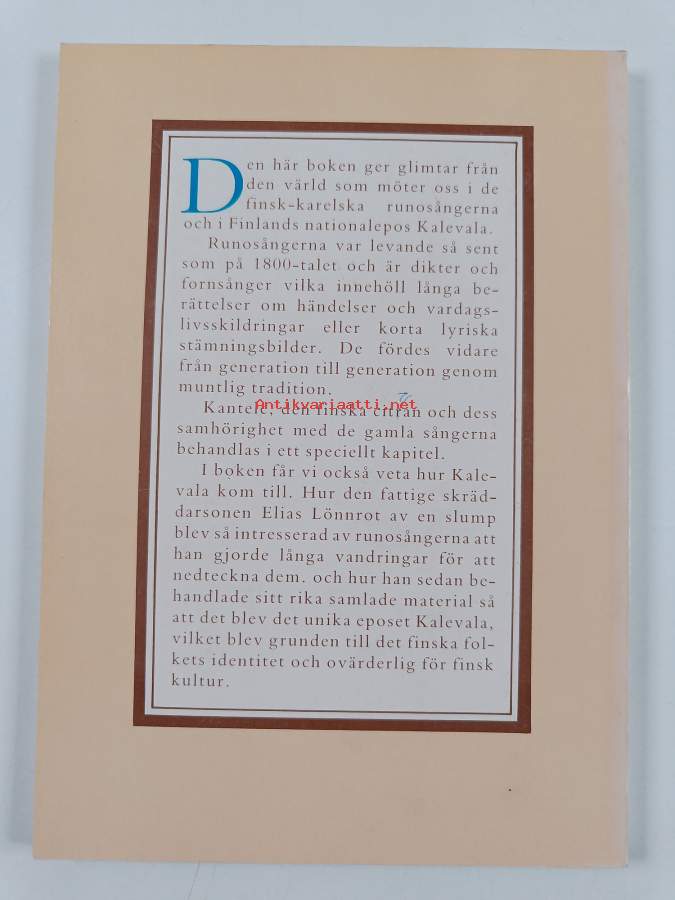 Den här boken ger glimtar från
den värld som möter oss i de
finsk-karelska runosångerna
och i Finlands nationalepos Kalevala.
Runosångerna var levande så sent
som på 1800-talet och är dikter och
fornsånger vilka innehöll långa be-
rättelser om händelser och vardags-
livsskildringar eller korta lyriska
stämningsbilder. De fördes vidare
från generation till generation genom
muntlig tradition.
Antikvariaatti.net
Kantele, den finska citran och dess
samhörighet med de gamla sångerna
behandlas i ett speciellt kapitel.
I boken får vi också veta hur Kale-
vala kom till. Hur den fattige skräd-
darsonen Elias Lönnrot av en slump
blev så intresserad av runosångerna att
han gjorde långa vandringar för att
nedteckna dem. och hur han sedan be-
handlade sitt rika samlade material så
att det blev det unika eposet Kalevala,
vilket blev grunden till det finska fol-
kets identitet och ovärderlig för finsk
kultur.